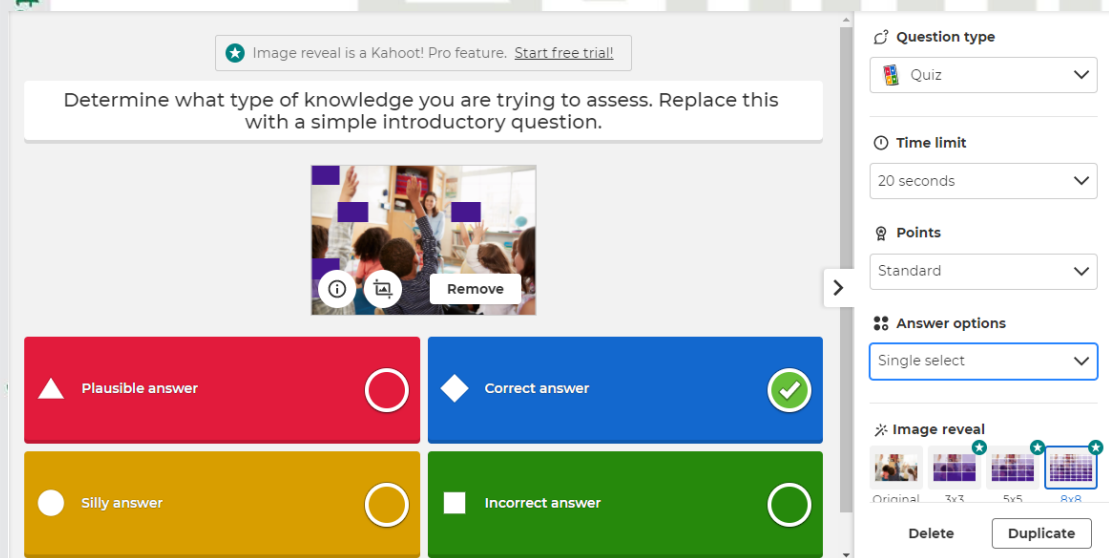 Image reveal is a Kahoot! Pro feature. Start free trial!
Determine what type of knowledge you are trying to assess. Replace this
with a simple introductory question.
Remove
Plausible answer
Correct answer
Silly answer
Incorrect answer
Question type
Quiz
Time limit
20 seconds
Points
Standard
Answer options
Single select
Image reveal
Original 3x3 5x5 8x8
Delete Duplicate